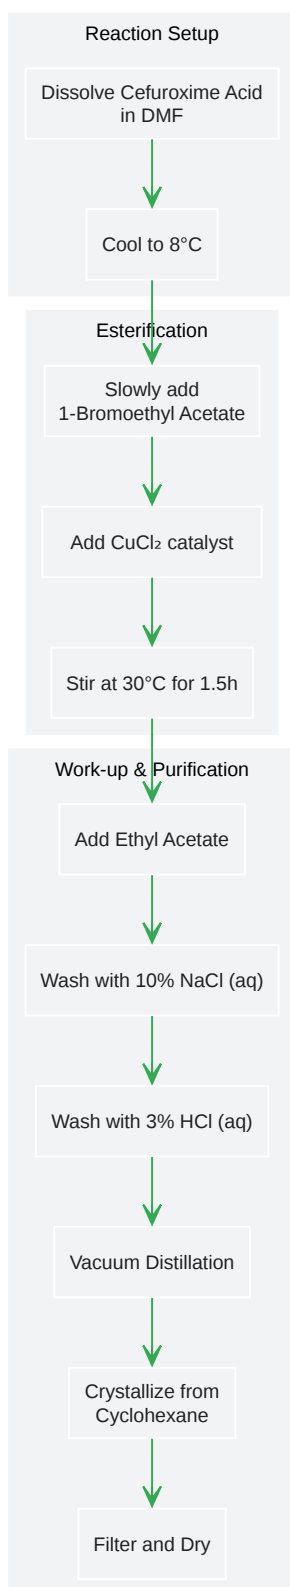 Reaction Setup
Dissolve Cefuroxime Acid
in DMF
Cool to 8°C
Esterification
Slowly add
1-Bromoethyl Acetate
Add CuCl₂ catalyst
Stir at 30°C for 1.5h
Work-up & Purification
Add Ethyl Acetate
Wash with 10% NaCl (aq)
Wash with 3% HCl (aq)
Vacuum Distillation
Crystallize from
Cyclohexane
Filter and Dry